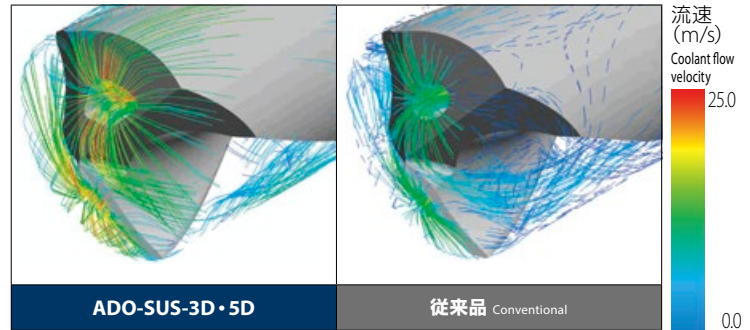 流速
(m/s)
Coolant flow
velocity
25.0
0.0
ADO-SUS-3D・5D
従来品 Conventional